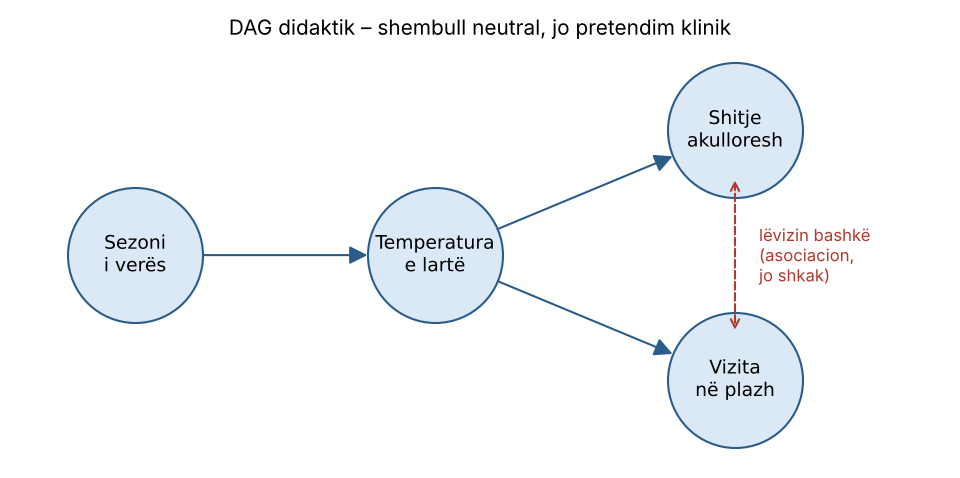 DAG didaktik – shembull neutral, jo pretendim klinik
Shitje
akulloresh
Sezoni
i verës
Temperatura
e lartë
lëvizin bashkë
(asociacion,
jo shkak)
Vizita
në plazh